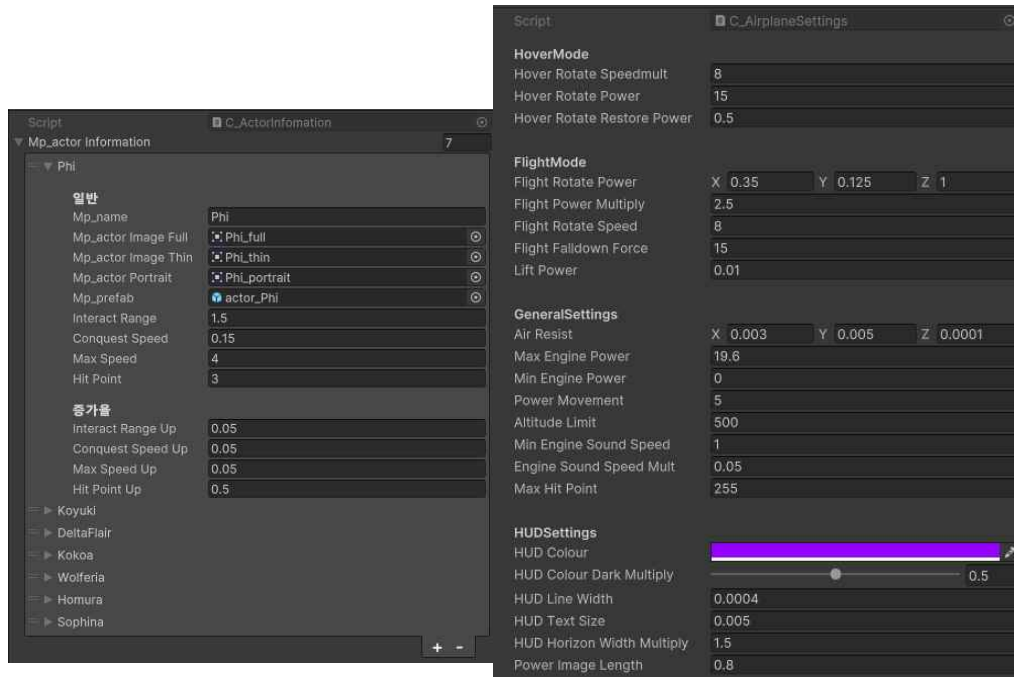 Script C_ActorInfomation
Mp_actor Information 7
Phi
일반
Mp_name Phi
Mp_actor Image Full Phi_full
Mp_actor Image Thin Phi_thin
Mp_actor Portrait Phi_portrait
Mp_prefab actor_Phi
Interact Range 1.5
Conquest Speed 0.15
Max Speed 4
Hit Point 3
증가율
Interact Range Up 0.05
Conquest Speed Up 0.05
Max Speed Up 0.05
Hit Point Up 0.5
Koyuki
DeltaFlair
Kokoa
Wolferia
Homura
Sophina
+ -
Script C_AirplaneSettings
HoverMode
Hover Rotate Speedmult 8
Hover Rotate Power 15
Hover Rotate Restore Power 0.5
FlightMode
Flight Rotate Power X 0.35 Y 0.125 Z 1
Flight Power Multiply 2.5
Flight Rotate Speed 8
Flight Falldown Force 15
Lift Power 0.01
GeneralSettings
Air Resist X 0.003 Y 0.005 Z 0.0001
Max Engine Power 19.6
Min Engine Power 0
Power Movement 5
Altitude Limit 500
Min Engine Sound Speed 1
Engine Sound Speed Mult 0.05
Max Hit Point 255
HUDSettings
HUD Colour
HUD Colour Dark Multiply 0.5
HUD Line Width 0.0004
HUD Text Size 0.005
HUD Horizon Width Multiply 1.5
Power Image Length 0.8